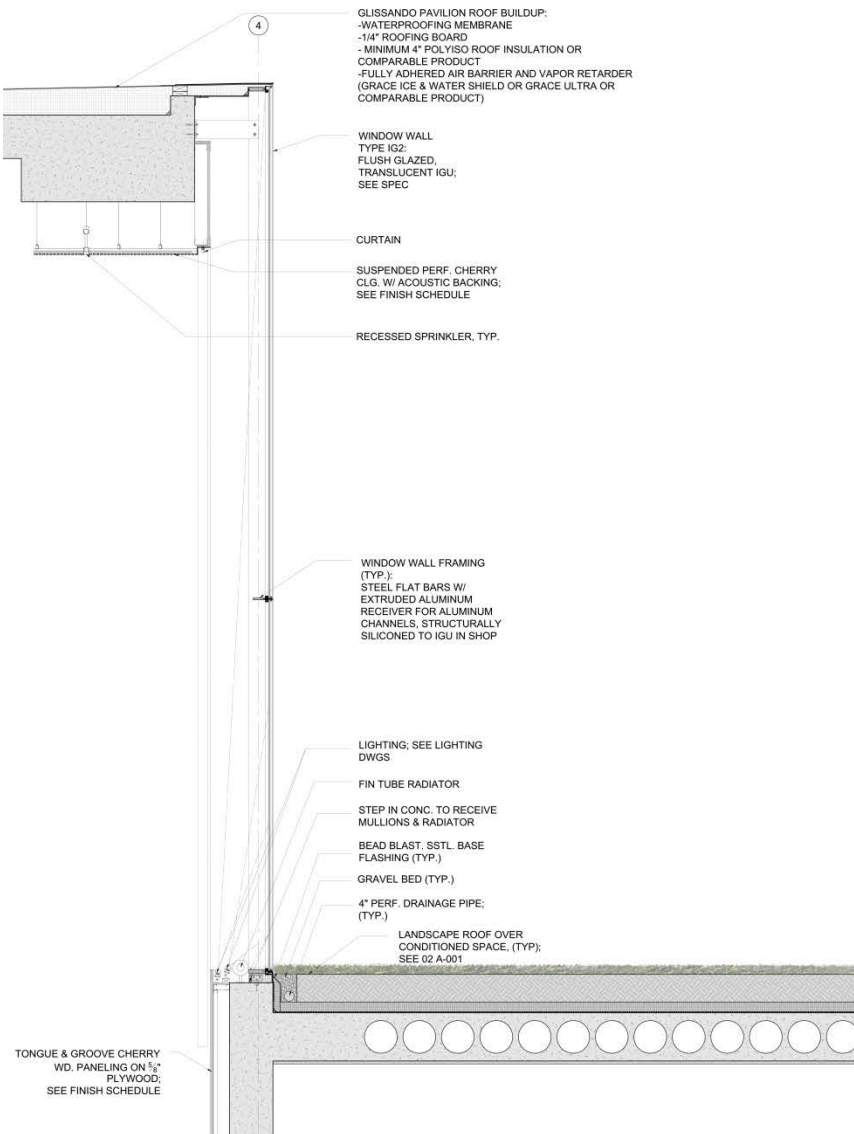 4
GLISSANDO PAVILION ROOF BUILDUP:
-WATERPROOFING MEMBRANE
-1/4" ROOFING BOARD
- MINIMUM 4" POLYISO ROOF INSULATION OR
COMPARABLE PRODUCT
-FULLY ADHERED AIR BARRIER AND VAPOR RETARDER
(GRACE ICE & WATER SHIELD OR GRACE ULTRA OR
COMPARABLE PRODUCT)
WINDOW WALL
TYPE IG2:
FLUSH GLAZED,
TRANSLUCENT IGU;
SEE SPEC
CURTAIN
SUSPENDED PERF. CHERRY
CLG. W/ ACOUSTIC BACKING;
SEE FINISH SCHEDULE
RECESSED SPRINKLER, TYP.
WINDOW WALL FRAMING
(TYP.):
STEEL FLAT BARS W/
EXTRUDED ALUMINUM
RECEIVER FOR ALUMINUM
CHANNELS, STRUCTURALLY
SILICONED TO IGU IN SHOP
LIGHTING; SEE LIGHTING
DWGS
FIN TUBE RADIATOR
STEP IN CONC. TO RECEIVE
MULLIONS & RADIATOR
BEAD BLAST. SSTL. BASE
FLASHING (TYP.)
GRAVEL BED (TYP.)
4" PERF. DRAINAGE PIPE;
(TYP.)
LANDSCAPE ROOF OVER
CONDITIONED SPACE, (TYP);
SEE 02 A-001
TONGUE & GROOVE CHERRY
WD. PANELING ON 5/8"
PLYWOOD;
SEE FINISH SCHEDULE